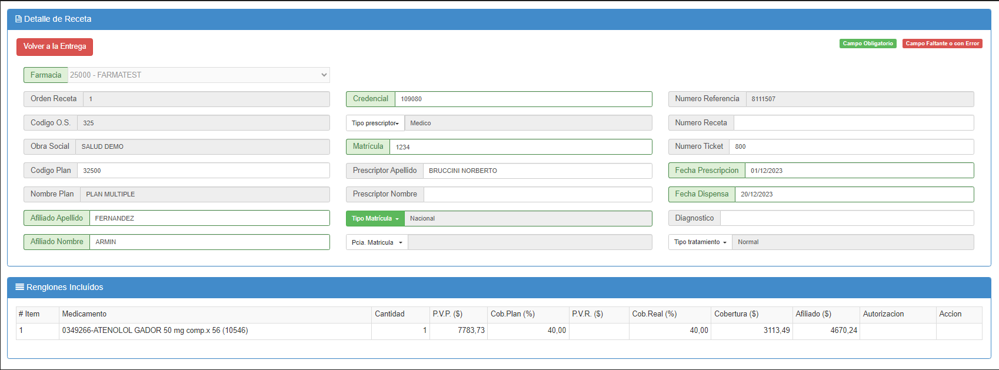 Detalle de Receta
Volver a la Entrega
Campo Obligatorio Campo Faltante o con Error
Farmacia 25000 - FARMATEST
Orden Receta 1 Credencial 109080 Numero Referencia 8111507
Codigo O.S. 325 Tipo prescriptor Medico Numero Receta
Obra Social SALUD DEMO Matrícula 1234 Numero Ticket 800
Codigo Plan 32500 Prescriptor Apellido BRUCCINI NORBERTO Fecha Prescripcion 01/12/2023
Nombre Plan PLAN MULTIPLE Prescriptor Nombre Fecha Dispensa 20/12/2023
Afiliado Apellido FERNANDEZ Tipo Matrícula Nacional Diagnostico
Afiliado Nombre ARMIN Pcia. Matricula Tipo tratamiento Normal
Renglones Incluídos
# Item Medicamento Cantidad P.V.P. ($) Cob.Plan (%) P.V.R. ($) Cob.Real (%) Cobertura ($) Afiliado ($) Autorizacion Accion
1 0349266-ATENOLOL GADOR 50 mg comp.x 56 (10546) 1 7783,73 40,00 40,00 3113,49 4670,24